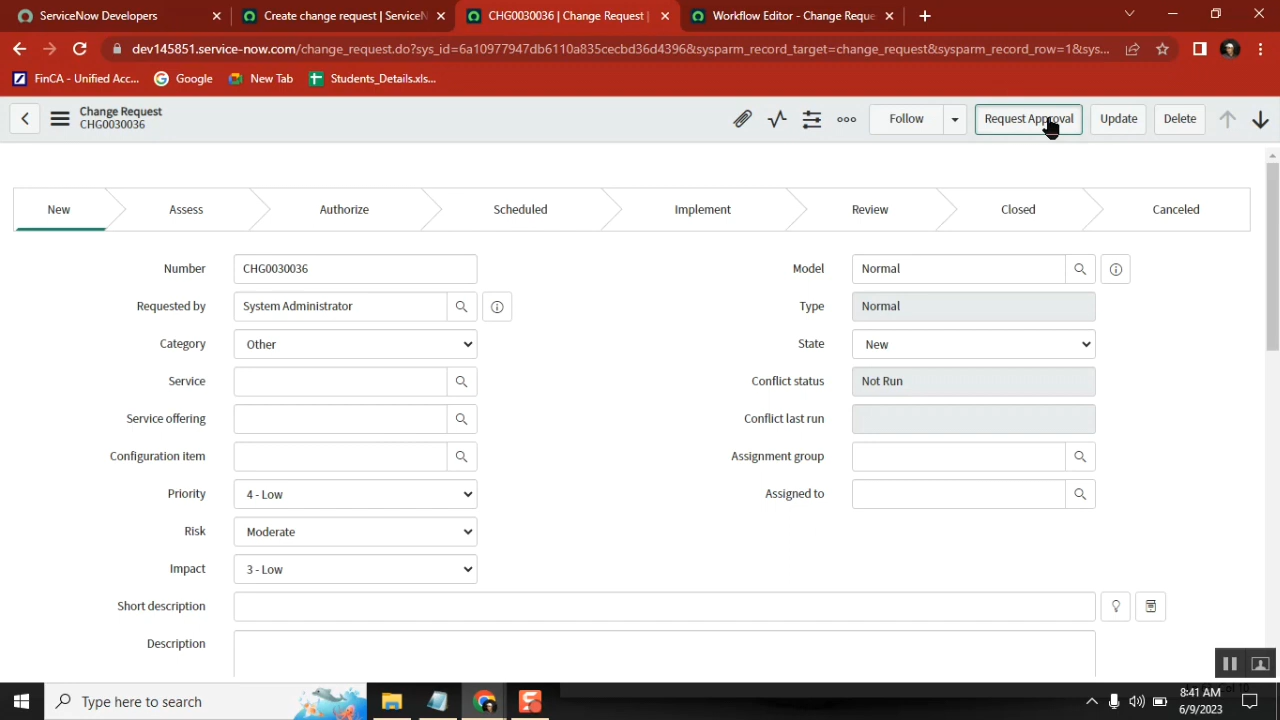 ServiceNow Developers
Create change request | ServiceN
CHG0030036 | Change Request |
Workflow Editor - Change Reque
dev145851.service-now.com/change_request.do?sys_id=6a10977947db6110a835cecbd36d4396&sysparm_record_target=change_request&sysparm_record_row=1&sys...
FinCA - Unified Acc...
Google
New Tab
Students_Details.xls...
Change Request
CHG0030036
Follow
Request Approval
Update
Delete
New
Assess
Authorize
Scheduled
Implement
Review
Closed
Canceled
Number
CHG0030036
Model
Normal
Requested by
System Administrator
Type
Normal
Category
Other
State
New
Service
Conflict status
Not Run
Service offering
Conflict last run
Configuration item
Assignment group
Priority
4 - Low
Assigned to
Risk
Moderate
Impact
3 - Low
Short description
Description
Type here to search
8:41 AM
6/9/2023